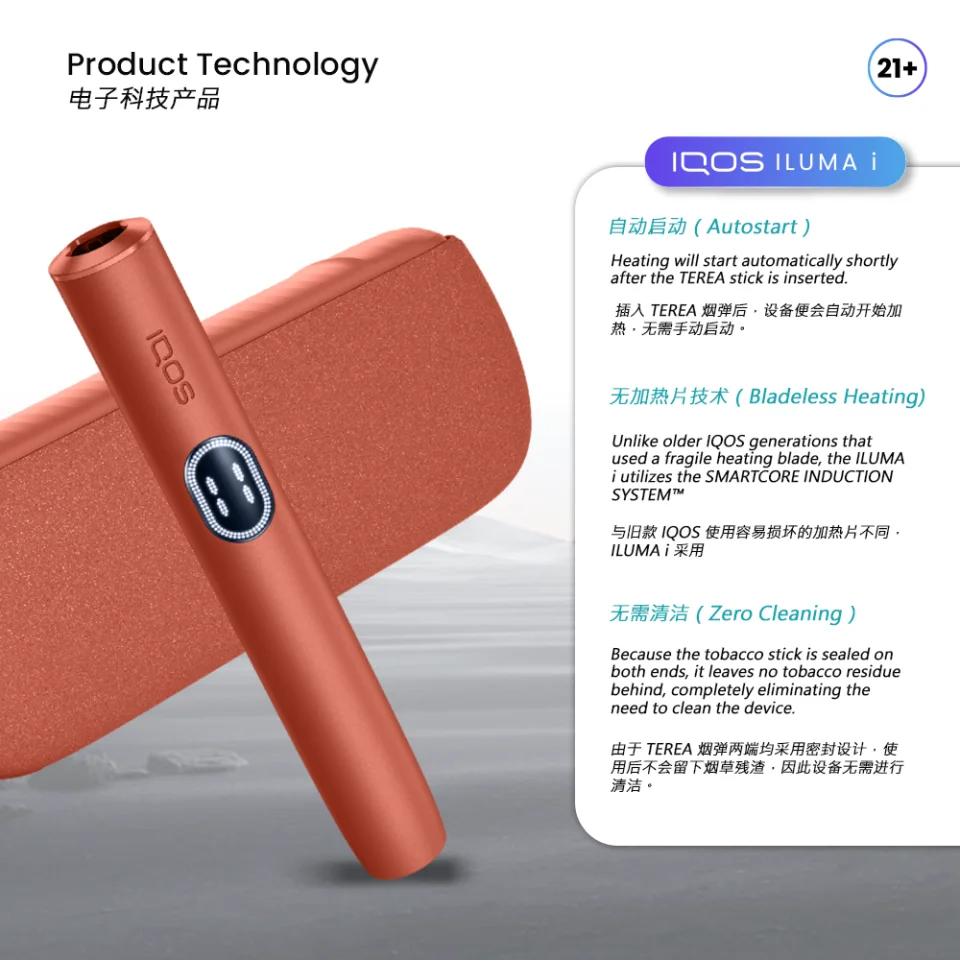 Product Technology
电子科技产品
21+
IQOS ILUMA i
自动启动 ( Autostart )
Heating will start automatically shortly
after the TEREA stick is inserted.
插入 TEREA 烟弹后，设备便会自动开始加
热，无需手动启动。
无加热片技术 ( Bladeless Heating)
Unlike older IQOS generations that
used a fragile heating blade, the ILUMA
i utilizes the SMARTCORE INDUCTION
SYSTEM™
与旧款 IQOS 使用容易损坏的加热片不同，
ILUMA i 采用
无需清洁 ( Zero Cleaning )
Because the tobacco stick is sealed on
both ends, it leaves no tobacco residue
behind, completely eliminating the
need to clean the device.
由于 TEREA 烟弹两端均采用密封设计，使
用后不会留下烟草残渣，因此设备无需进行
清洁。
IQOS